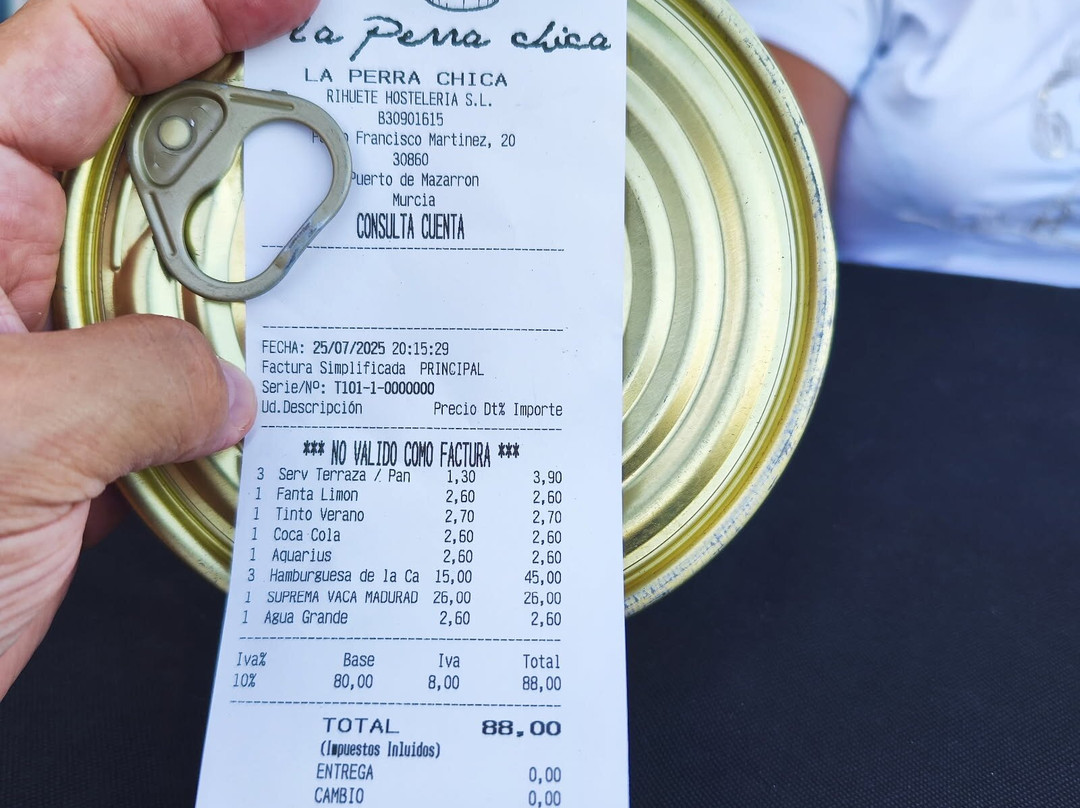 la Perra chica
LA PERRA CHICA
RIHUETE HOSTELERIA S.L.
B30901615
Francisco Martinez, 20
30860
Puerto de Mazarron
Murcia
CONSULTA CUENTA
FECHA: 25/07/2025 20:15:29
Factura Simplificada PRINCIPAL
Serie/Nº: T101-1-0000000
Ud.Descripción Precio Dt% Importe
*** NO VALIDO COMO FACTURA ***
3 Serv Terraza / Pan 1,30 3,90
1 Fanta Limon 2,60 2,60
1 Tinto Verano 2,70 2,70
1 Coca Cola 2,60 2,60
1 Aquarius 2,60 2,60
3 Hamburguesa de la Ca 15,00 45,00
1 SUPREMA VACA MADURAD 26,00 26,00
1 Agua Grande 2,60 2,60
Iva% Base Iva Total
10% 80,00 8,00 88,00
TOTAL 88,00
(Impuestos Inluidos)
ENTREGA 0,00
CAMBIO 0,00